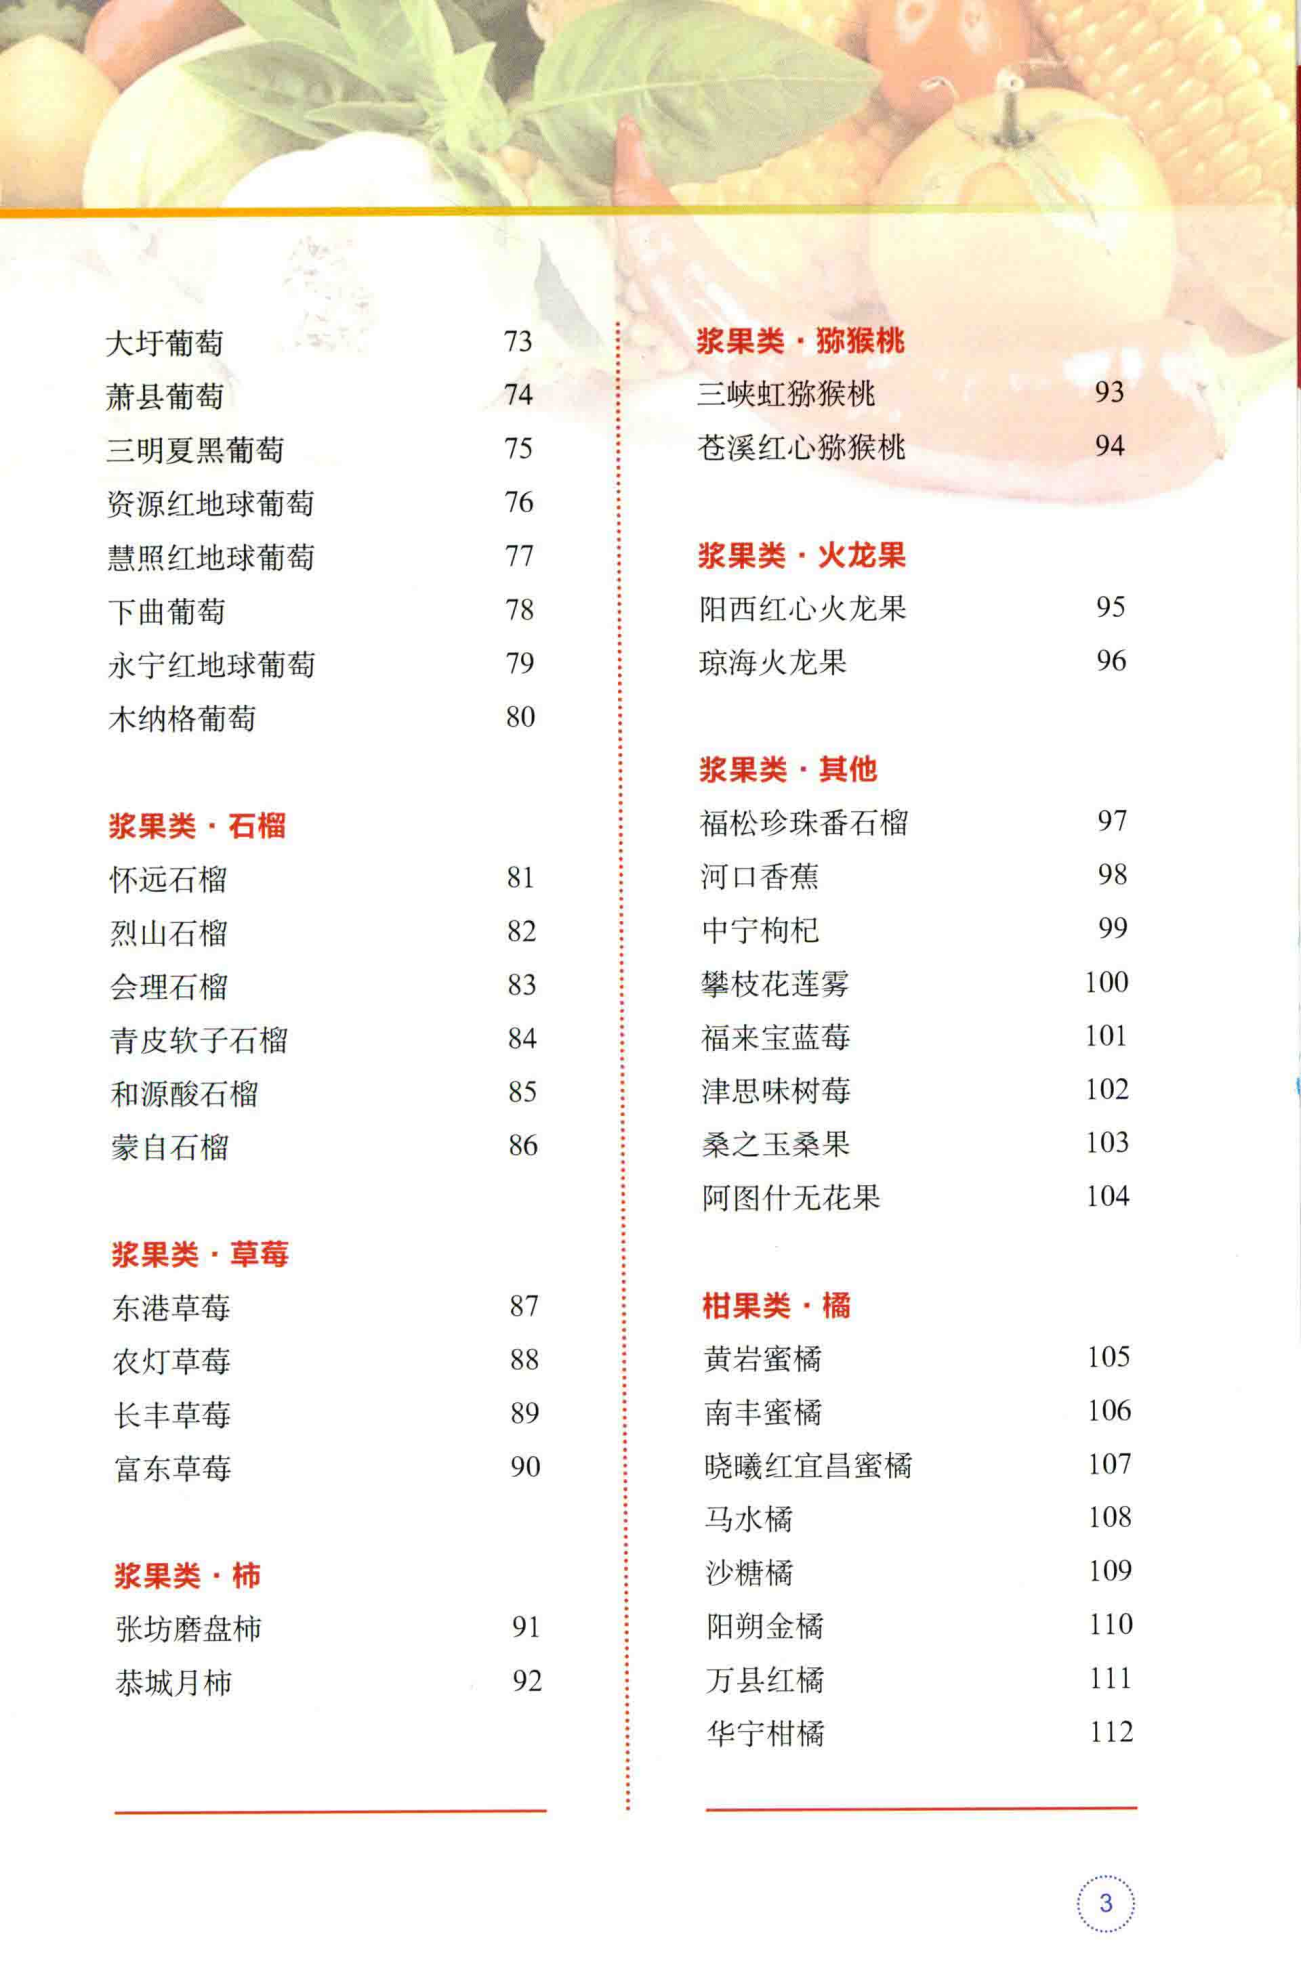 大圩葡萄 73
萧县葡萄 74
三明夏黑葡萄 75
资源红地球葡萄 76
慧照红地球葡萄 77
下曲葡萄 78
永宁红地球葡萄 79
木纳格葡萄 80
浆果类·石榴
怀远石榴 81
烈山石榴 82
会理石榴 83
青皮软子石榴 84
和源酸石榴 85
蒙自石榴 86
浆果类·草莓
东港草莓 87
农灯草莓 88
长丰草莓 89
富东草莓 90
浆果类·柿
张坊磨盘柿 91
恭城月柿 92
浆果类·猕猴桃
三峡虹猕猴桃 93
苍溪红心猕猴桃 94
浆果类·火龙果
阳西红心火龙果 95
琼海火龙果 96
浆果类·其他
福松珍珠番石榴 97
河口香蕉 98
中宁枸杞 99
攀枝花莲雾 100
福来宝蓝莓 101
津思味树莓 102
桑之玉桑果 103
阿图什无花果 104
柑果类·橘
黄岩蜜橘 105
南丰蜜橘 106
晓曦红宜昌蜜橘 107
马水橘 108
沙糖橘 109
阳朔金橘 110
万县红橘 111
华宁柑橘 112
3